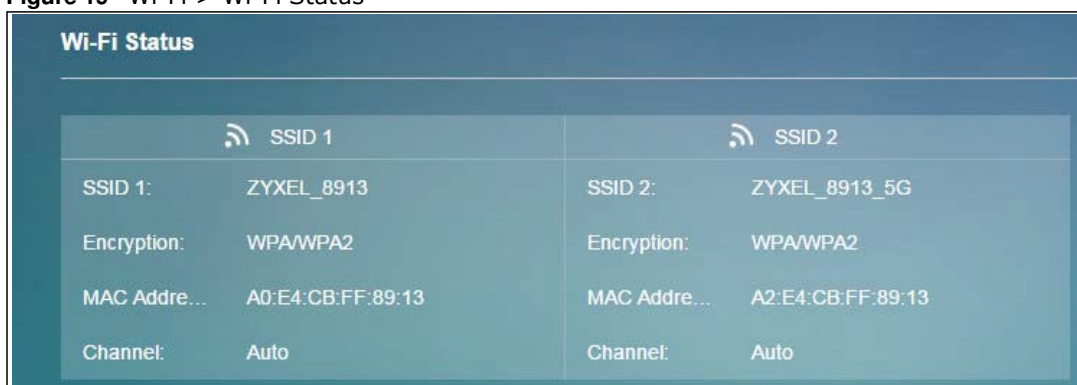 Wi-Fi Status
SSID 1
SSID 2
SSID 1: ZYXEL_8913
SSID 2: ZYXEL_8913_5G
Encryption: WPA/WPA2
Encryption: WPA/WPA2
MAC Addre... A0:E4:CB:FF:89:13
MAC Addre... A2:E4:CB:FF:89:13
Channel: Auto
Channel: Auto